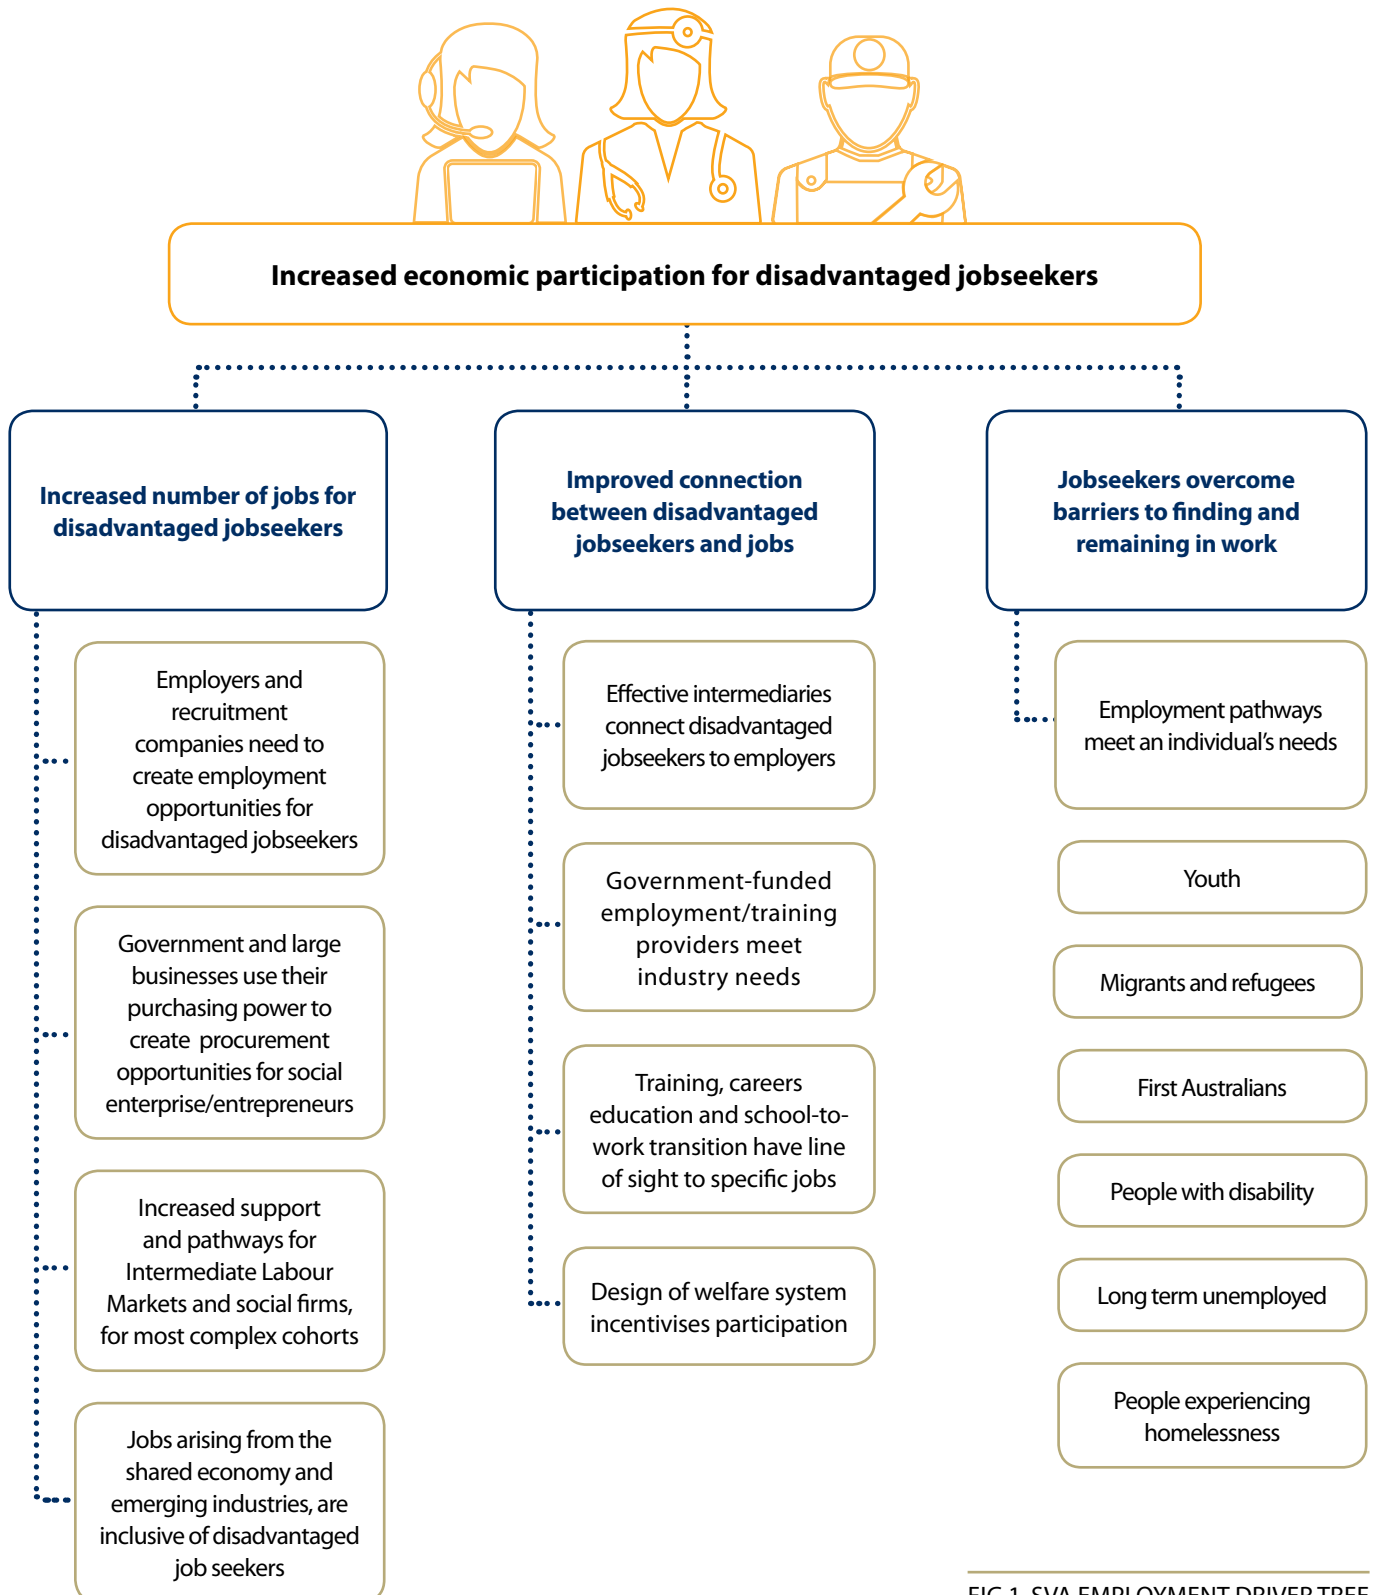 Increased economic participation for disadvantaged jobseekers
Increased number of jobs for
disadvantaged jobseekers
Employers and
recruitment
companies need to
create employment
opportunities for
disadvantaged jobseekers
Government and large
businesses use their
purchasing power to
create procurement
opportunities for social
enterprise/entrepreneurs
Increased support
and pathways for
Intermediate Labour
Markets and social firms,
for most complex cohorts
Jobs arising from the
shared economy and
emerging industries, are
inclusive of disadvantaged
job seekers
Improved connection
between disadvantaged
jobseekers and jobs
Effective intermediaries
connect disadvantaged
jobseekers to employers
Government-funded
employment/training
providers meet
industry needs
Training, careers
education and school-to-
work transition have line
of sight to specific jobs
Design of welfare system
incentivises participation
Jobseekers overcome
barriers to finding and
remaining in work
Employment pathways
meet an individual's needs
Youth
Migrants and refugees
First Australians
People with disability
Long term unemployed
People experiencing
homelessness
FIG 1. SVA EMPLOYMENT DRIVER TREE